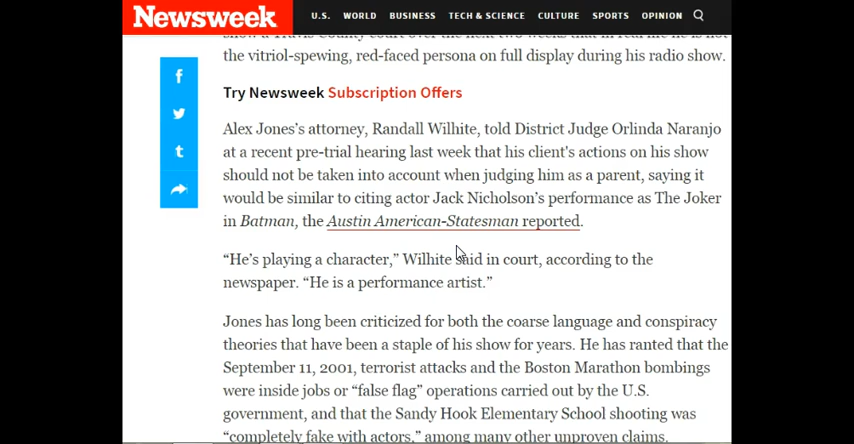 Newsweek
U.S. WORLD BUSINESS TECH & SCIENCE CULTURE SPORTS OPINION
show a Travis County court over the next two weeks that in real life he is not
the vitriol-spewing, red-faced persona on full display during his radio show.
Try Newsweek Subscription Offers
Alex Jones’s attorney, Randall Wilhite, told District Judge Orlinda Naranjo
at a recent pre-trial hearing last week that his client’s actions on his show
should not be taken into account when judging him as a parent, saying it
would be similar to citing actor Jack Nicholson’s performance as The Joker
in Batman, the Austin American-Statesman reported.
“He’s playing a character,” Wilhite said in court, according to the
newspaper. “He is a performance artist.”
Jones has long been criticized for both the coarse language and conspiracy
theories that have been a staple of his show for years. He has ranted that the
September 11, 2001, terrorist attacks and the Boston Marathon bombings
were inside jobs or “false flag” operations carried out by the U.S.
government, and that the Sandy Hook Elementary School shooting was
“completely fake with actors,” among many other unproven claims.